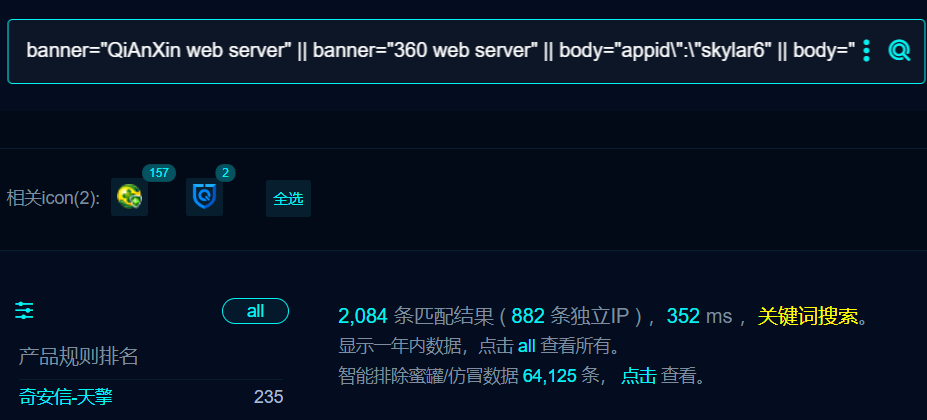 banner="QiAnXin web server" || banner="360 web server" || body="appid\":\"skylar6" || body="
157
2
相关icon(2):
全选
all
2,084 条匹配结果 ( 882 条独立IP ) ，352 ms ，关键词搜索。
显示一年内数据，点击 all 查看所有。
产品规则排名
智能排除蜜罐/仿冒数据 64,125 条， 点击 查看。
奇安信-天擎 235